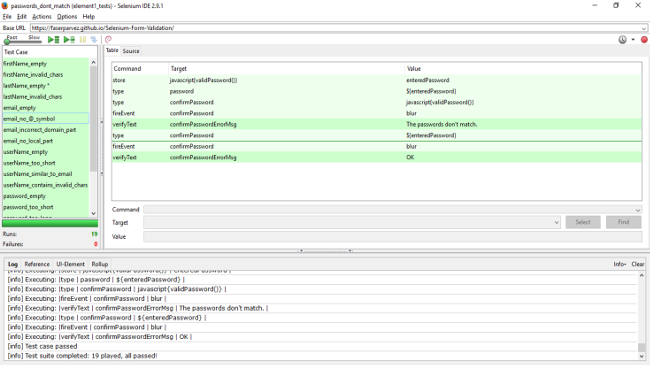 passwords_dont_match (element1_tests) - Selenium IDE 2.9.1
File Edit Actions Options Help
Base URL https://faserparvez.github.io/Selenium-Form-Validation/
Fast Slow
Test Case
Table Source
Command Target Value
store javascript{validPassword()} enteredPassword
type password ${enteredPassword}
type confirmPassword javascript{validPassword()}
fireEvent confirmPassword blur
verifyText confirmPasswordErrorMsg The passwords don't match.
type confirmPassword ${enteredPassword}
fireEvent confirmPassword blur
verifyText confirmPasswordErrorMsg OK
firstName_empty
firstName_invalid_chars
lastName_empty *
lastName_invalid_chars
email_empty
email_no_@_symbol
email_incorrect_domain_part
email_no_local_part
userName_empty
userName_too_short
userName_similar_to_email
userName_contains_invalid_chars
password_empty
password_too_short
password_too_long
Runs: 19
Failures: 0
Command
Target Select Find
Value
Log Reference UI-Element Rollup Info Clear
[info] Executing: |store | javascript{validPassword()} | enteredPassword |
[info] Executing: |type | password | ${enteredPassword} |
[info] Executing: |type | confirmPassword | javascript{validPassword()} |
[info] Executing: |fireEvent | confirmPassword | blur |
[info] Executing: |verifyText | confirmPasswordErrorMsg | The passwords don't match. |
[info] Executing: |type | confirmPassword | ${enteredPassword} |
[info] Executing: |fireEvent | confirmPassword | blur |
[info] Executing: |verifyText | confirmPasswordErrorMsg | OK |
[info] Test case passed
[info] Test suite completed: 19 played, all passed!